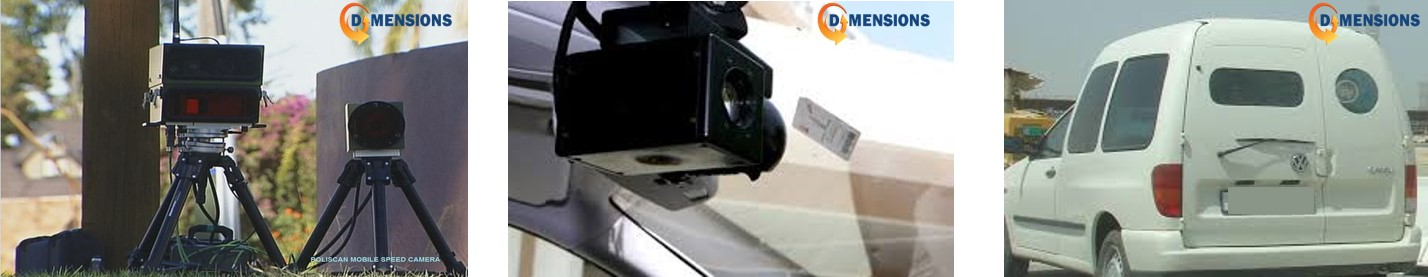 DIMENSIONS
POLISCAN MOBILE SPEED CAMERA
DIMENSIONS
DIMENSIONS